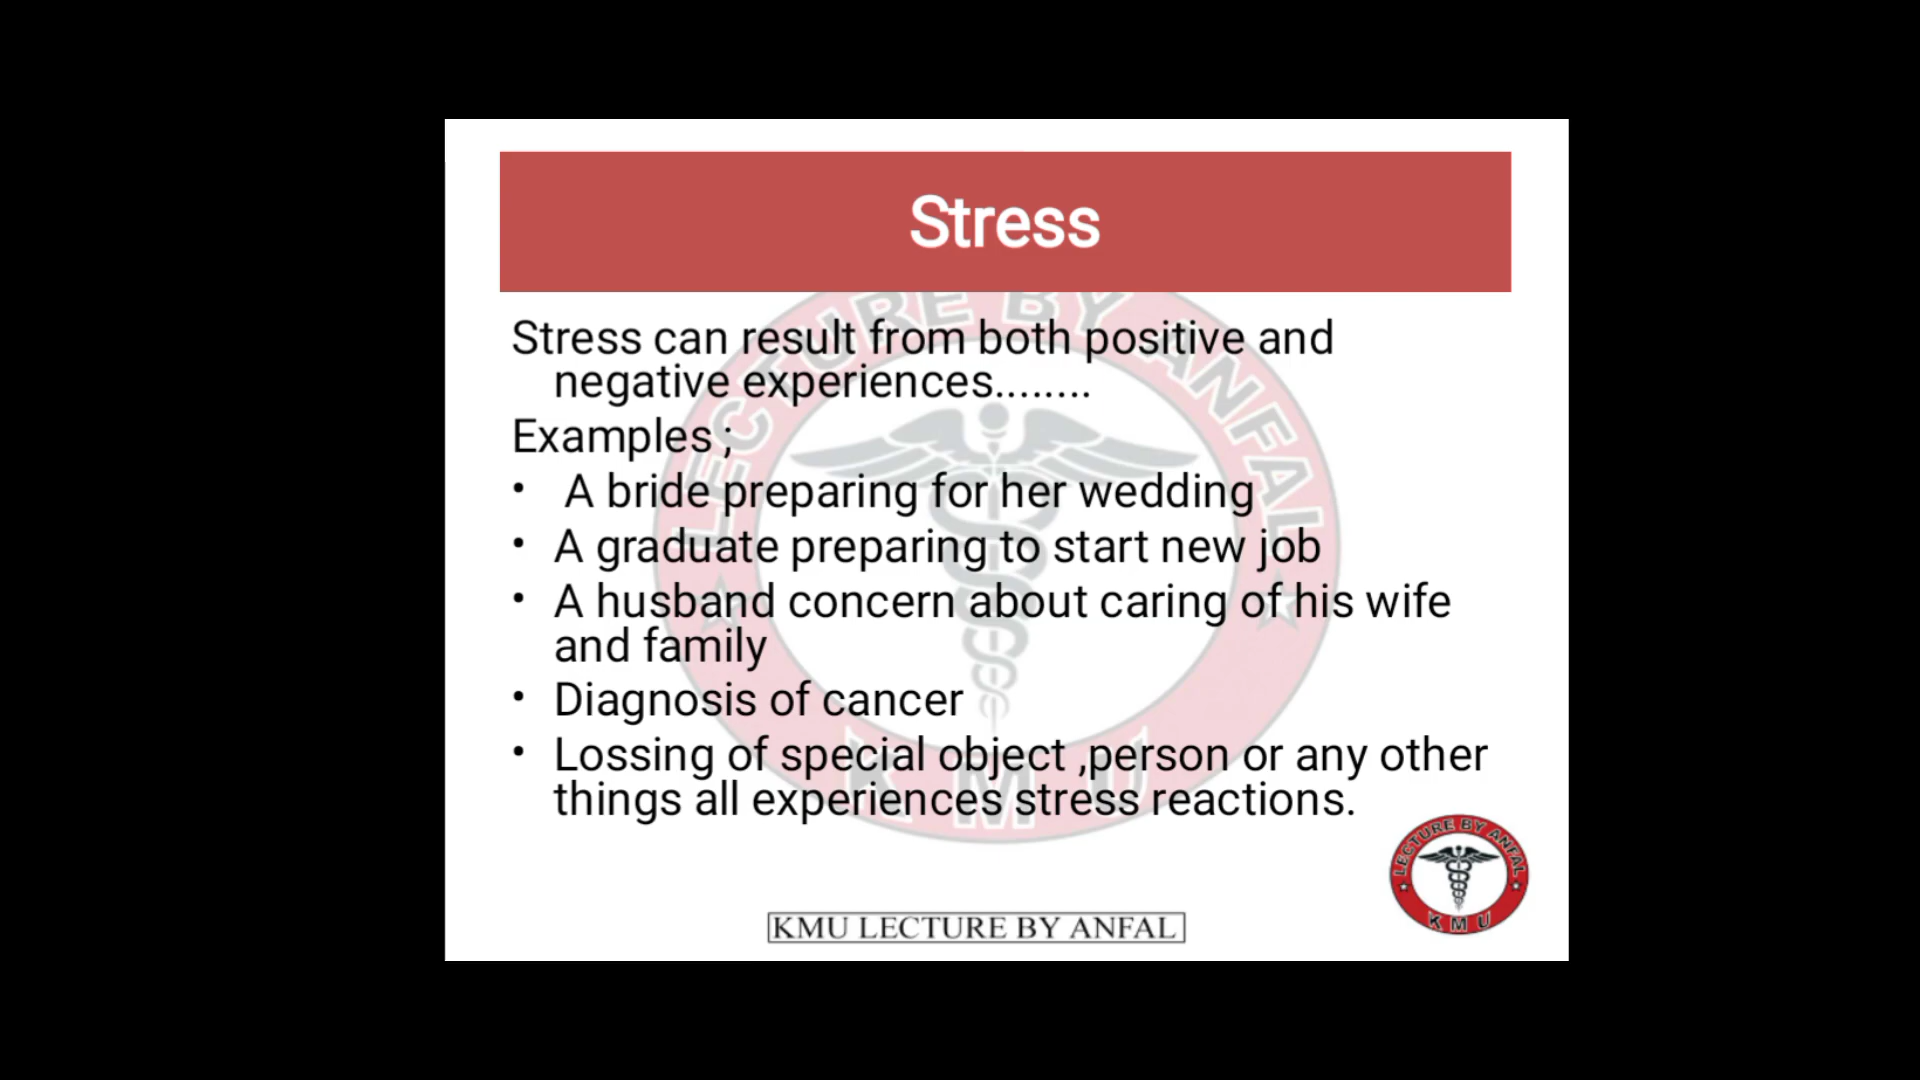 Stress
Stress can result from both positive and
negative experiences........
Examples ;
• A bride preparing for her wedding
• A graduate preparing to start new job
• A husband concern about caring of his wife
and family
• Diagnosis of cancer
• Lossing of special object ,person or any other
things all experiences stress reactions.
LECTURE BY ANFAL
K M U
LECTURE BY ANFAL
K M U
KMU LECTURE BY ANFAL